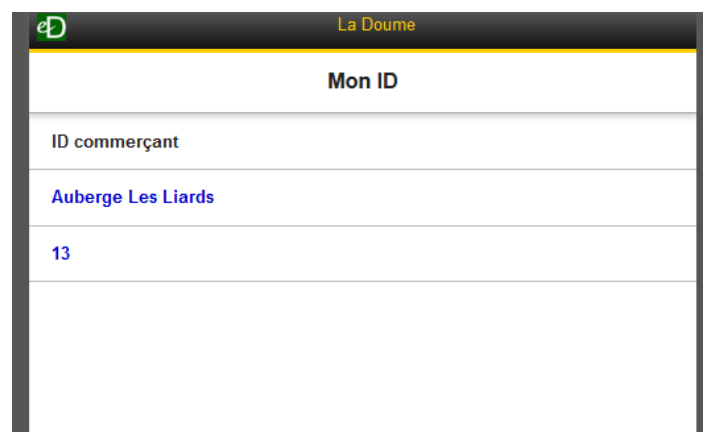 eD
La Doume
Mon ID
ID commerçant
Auberge Les Liards
13